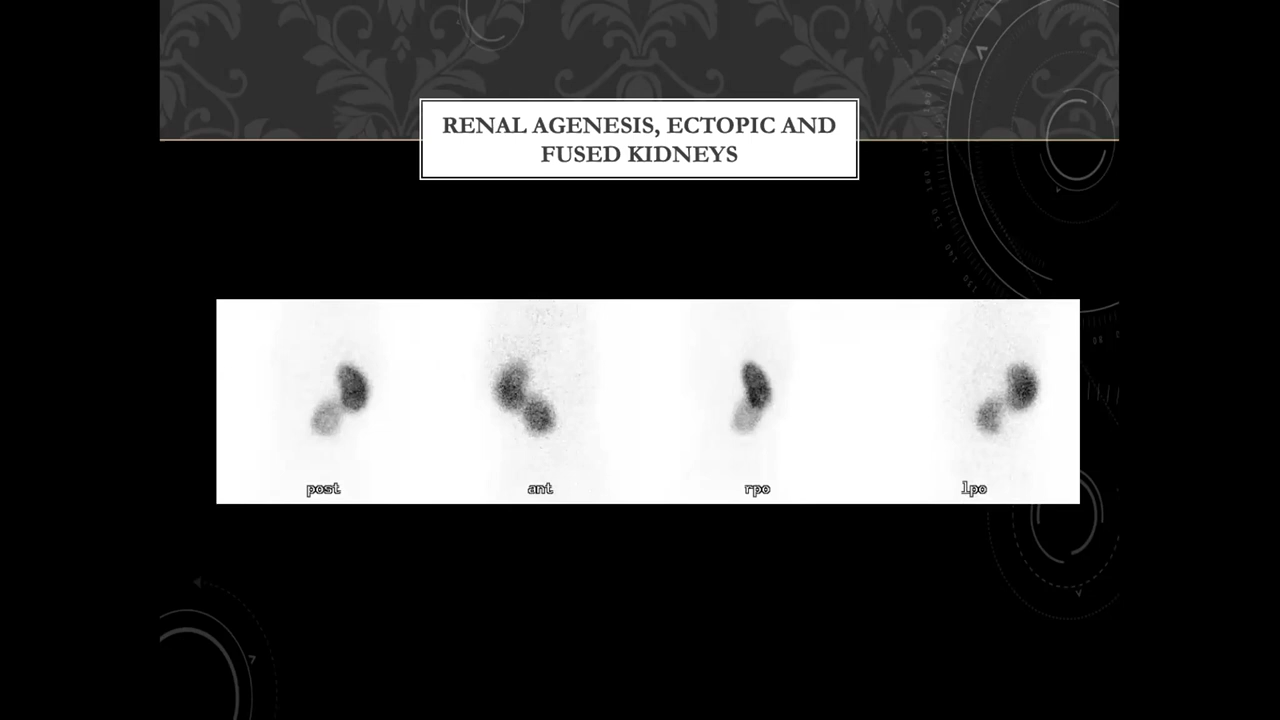 RENAL AGENESIS, ECTOPIC AND
FUSED KIDNEYS
post
ant
rpo
lpo